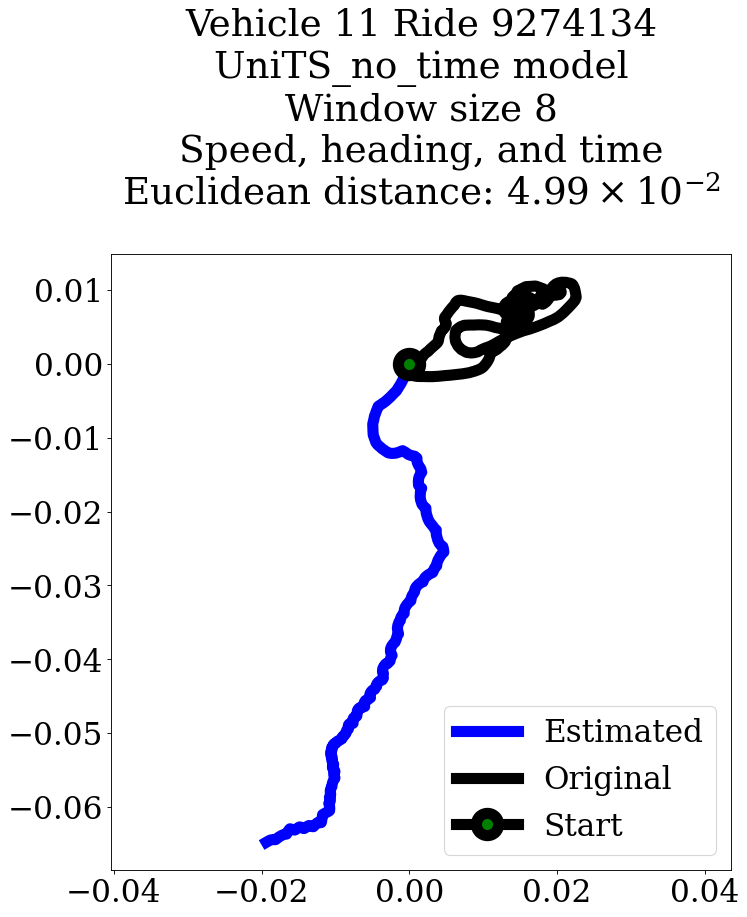 Vehicle 11 Ride 9274134
UniTS_no_time model
Window size 8
Speed, heading, and time
Euclidean distance: 4.99 × 10⁻²
0.01
0.00
−0.01
−0.02
−0.03
−0.04
−0.05
−0.06
Estimated
Original
Start
−0.04 −0.02 0.00 0.02 0.04